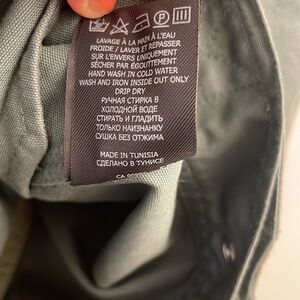 LAVAGE À LA MAIN À L'EAU
FROIDE / LAVER ET REPASSER
SUR L'ENVERS UNIQUEMENT
SÉCHER PAR ÉGOUTTEMENT
HAND WASH IN COLD WATER
WASH AND IRON INSIDE OUT ONLY
DRIP DRY
РУЧНАЯ СТИРКА В
ХОЛОДНОЙ ВОДЕ
СТИРАТЬ И ГЛАДИТЬ
ТОЛЬКО НАИЗНАНКУ
СУШКА БЕЗ ОТЖИМА
MADE IN TUNISIA
СДЕЛАНО В ТУНИСЕ
CA